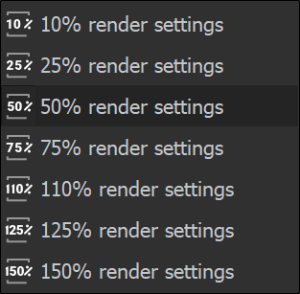 10% 10% render settings
25% 25% render settings
50% 50% render settings
75% 75% render settings
110% 110% render settings
125% 125% render settings
150% 150% render settings